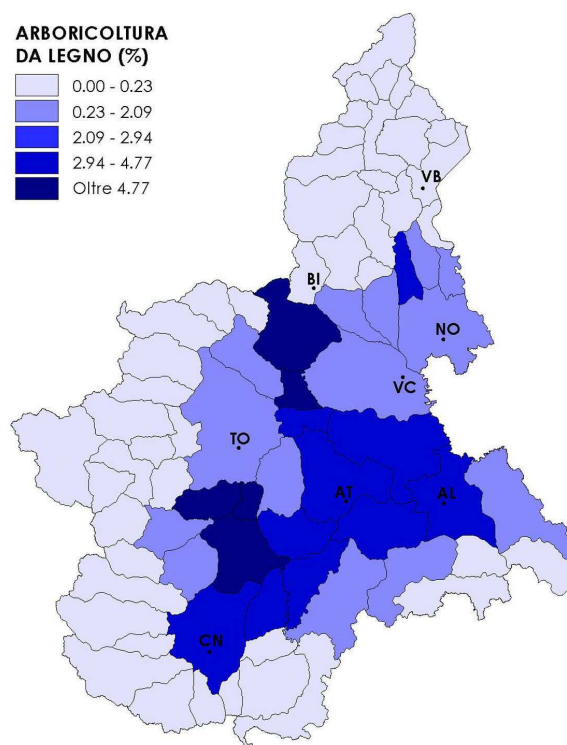 ARBORICOLTURA
DA LEGNO (%)
0.00 - 0.23
0.23 - 2.09
2.09 - 2.94
2.94 - 4.77
Oltre 4.77
VB
BI
NO
VC
TO
AT
AL
CN